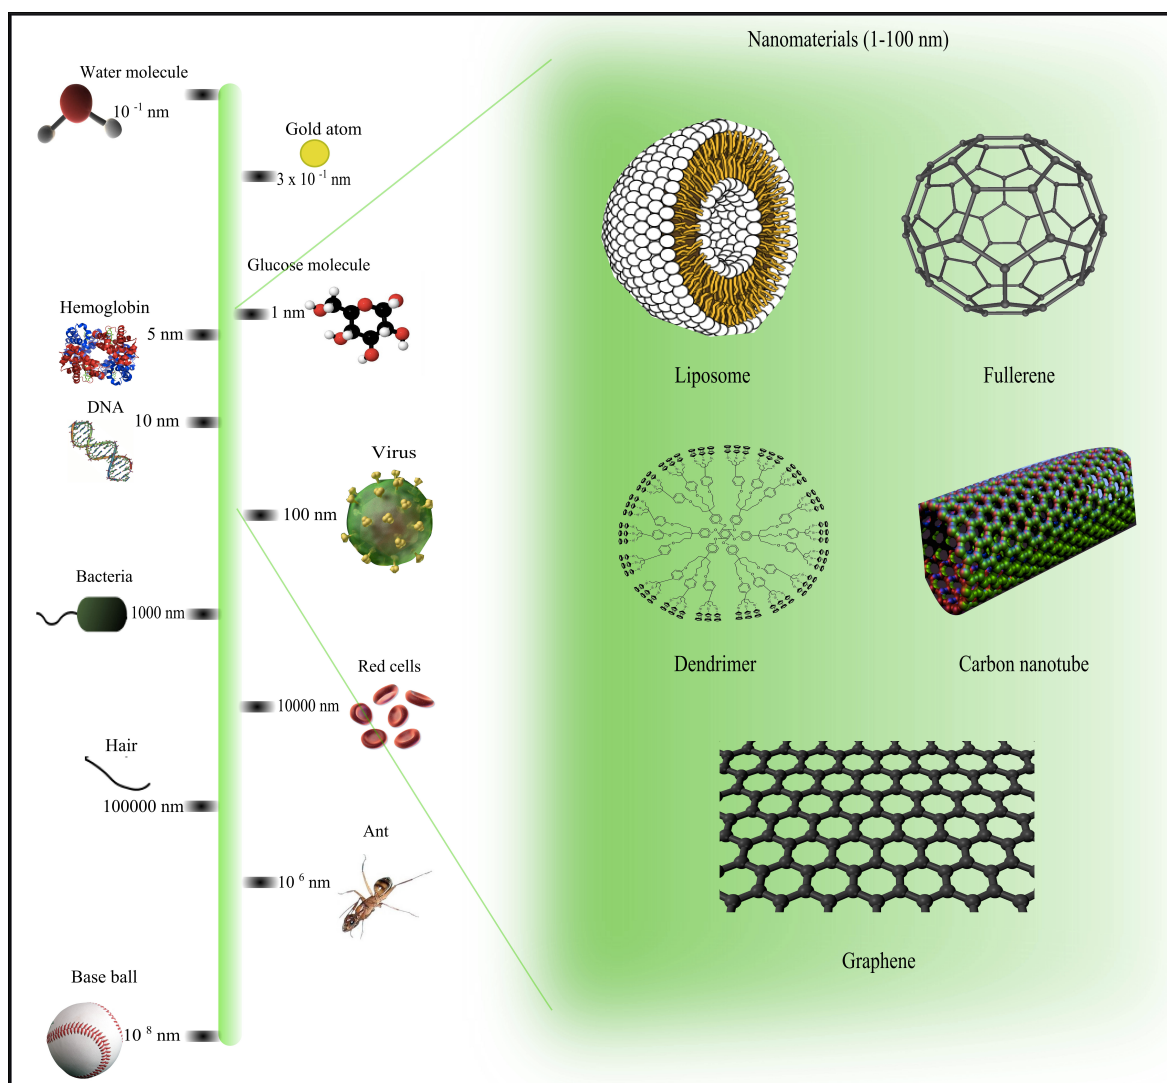 Nanomaterials (1-100 nm)
Water molecule
10 ⁻¹ nm
Gold atom
3 x 10 ⁻¹ nm
Glucose molecule
1 nm
Hemoglobin
5 nm
DNA
10 nm
Virus
100 nm
Bacteria
1000 nm
Red cells
10000 nm
Hair
100000 nm
Ant
10 ⁶ nm
Base ball
10 ⁸ nm
Liposome
Fullerene
Dendrimer
Carbon nanotube
Graphene